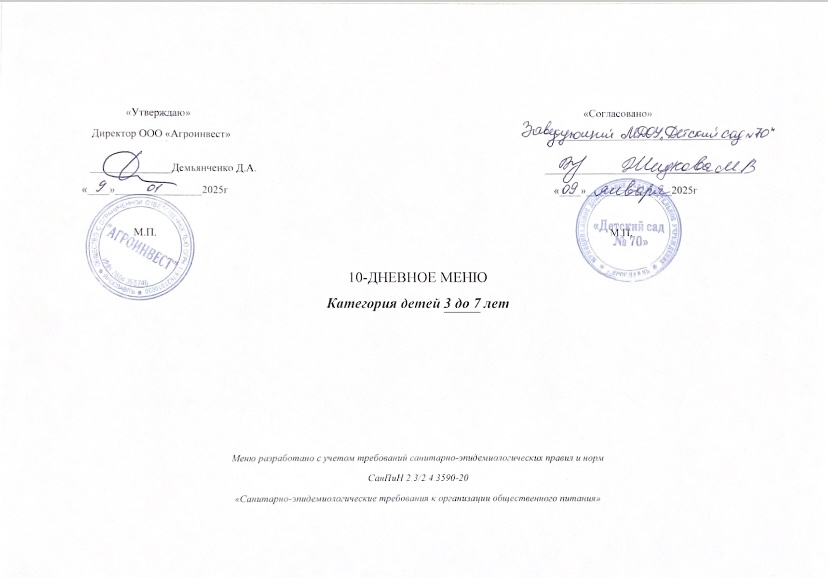 «Утверждаю»
Директор ООО «Агроинвест»
Демьянченко Д.А.
« 9 » 01 2025г
М.П.
"АГРОИНВЕСТ"
«Согласовано»
Заведующий МДОУ "Детский сад №70"
Жидкова М В
« 09 » января 2025г
М.П.
«Детский сад
№ 70»
10-ДНЕВНОЕ МЕНЮ
Категория детей 3 до 7 лет
Меню разработано с учетом требований санитарно-эпидемиологических правил и норм
СанПиН 2 3/2 4 3590-20
«Санитарно-эпидемиологические требования к организации общественного питания»